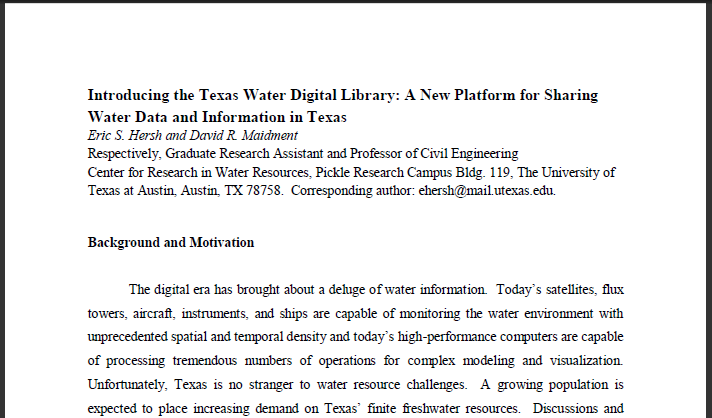 Introducing the Texas Water Digital Library: A New Platform for Sharing
Water Data and Information in Texas
Eric S. Hersh and David R. Maidment
Respectively, Graduate Research Assistant and Professor of Civil Engineering
Center for Research in Water Resources, Pickle Research Campus Bldg. 119, The University of
Texas at Austin, Austin, TX 78758.  Corresponding author: ehersh@mail.utexas.edu.
Background and Motivation
The digital era has brought about a deluge of water information.  Today’s satellites, flux
towers, aircraft, instruments, and ships are capable of monitoring the water environment with
unprecedented spatial and temporal density and today’s high-performance computers are capable
of processing tremendous numbers of operations for complex modeling and visualization.
Unfortunately, Texas is no stranger to water resource challenges.  A growing population is
expected to place increasing demand on Texas’ finite freshwater resources.  Discussions and